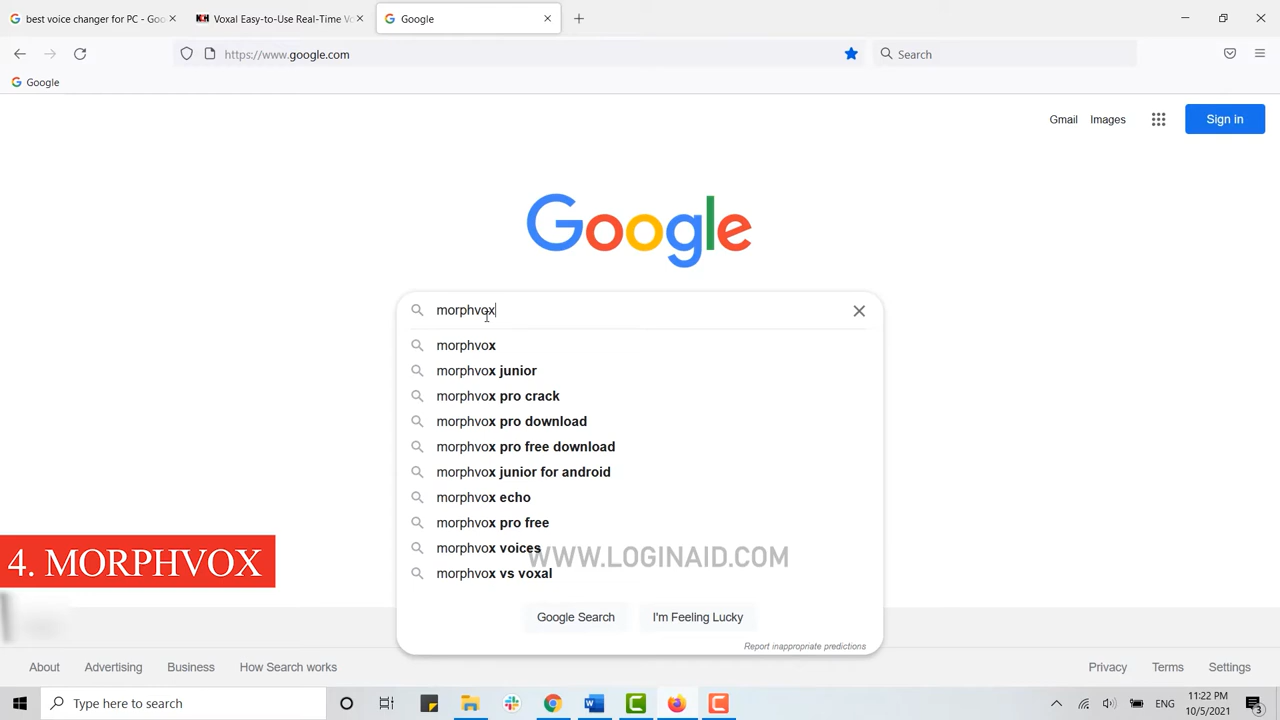 best voice changer for PC - Goo
Voxal Easy-to-Use Real-Time Vo
Google
https://www.google.com
Search
Google
Gmail
Images
Sign in
Google
morphvox
morphvox
morphvox junior
morphvox pro crack
morphvox pro download
morphvox pro free download
morphvox junior for android
morphvox echo
morphvox pro free
morphvox voices
morphvox vs voxal
4. MORPHVOX
WWW.LOGINAID.COM
Google Search
I'm Feeling Lucky
Report inappropriate predictions
About
Advertising
Business
How Search works
Privacy
Terms
Settings
Type here to search
ENG
11:22 PM
10/5/2021
3